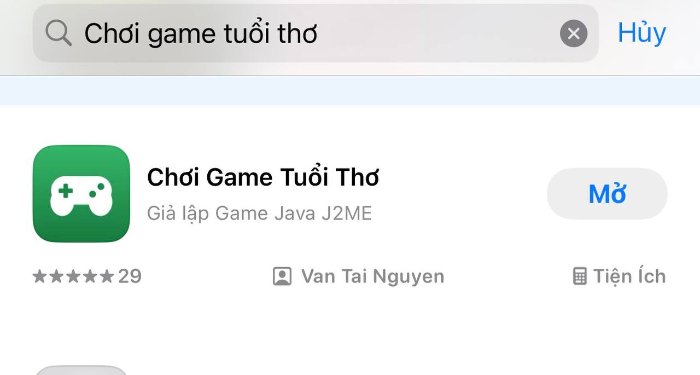 Chơi game tuổi thơ
Hủy
Chơi Game Tuổi Thơ
Giả lập Game Java J2ME
Mở
29
Van Tai Nguyen
Tiện Ích